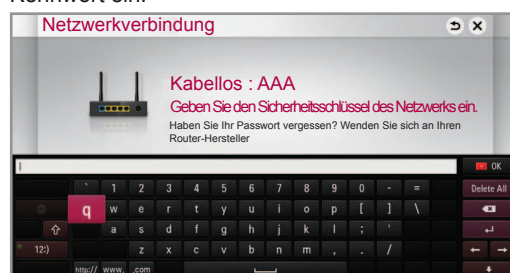 Netzwerkverbindung
Kabellos : AAA
Geben Sie den Sicherheitsschlüssel des Netzwerks ein.
Haben Sie Ihr Passwort vergessen? Wenden Sie sich an Ihren
Router-Hersteller
OK
` 1 2 3 4 5 6 7 8 9 0 - = Delete All
q w e r t y u i o p [ ] \
a s d f g h j k l ; '
12:) z x c v b n m , . /
http:// www. .com